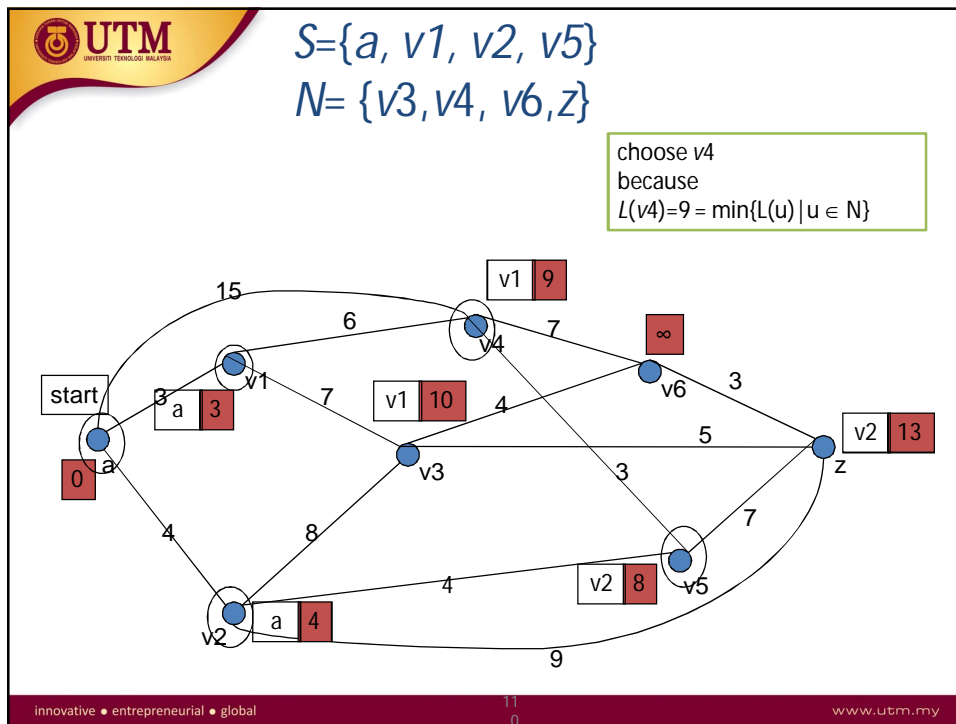 UTM
UNIVERSITI TEKNOLOGI MALAYSIA
S={a, v1, v2, v5}
N= {v3,v4, v6,z}
choose v4
because
L(v4)=9 = min{L(u)|u ∈ N}
v1 9
15
6
v4
7
∞
v1
v6
3
start
3
a 3
7
v1 10
4
5
v2 13
a
0
v3
3
z
4
8
7
4
v2 8
v5
v2
a 4
9
innovative ● entrepreneurial ● global
11
0
www.utm.my